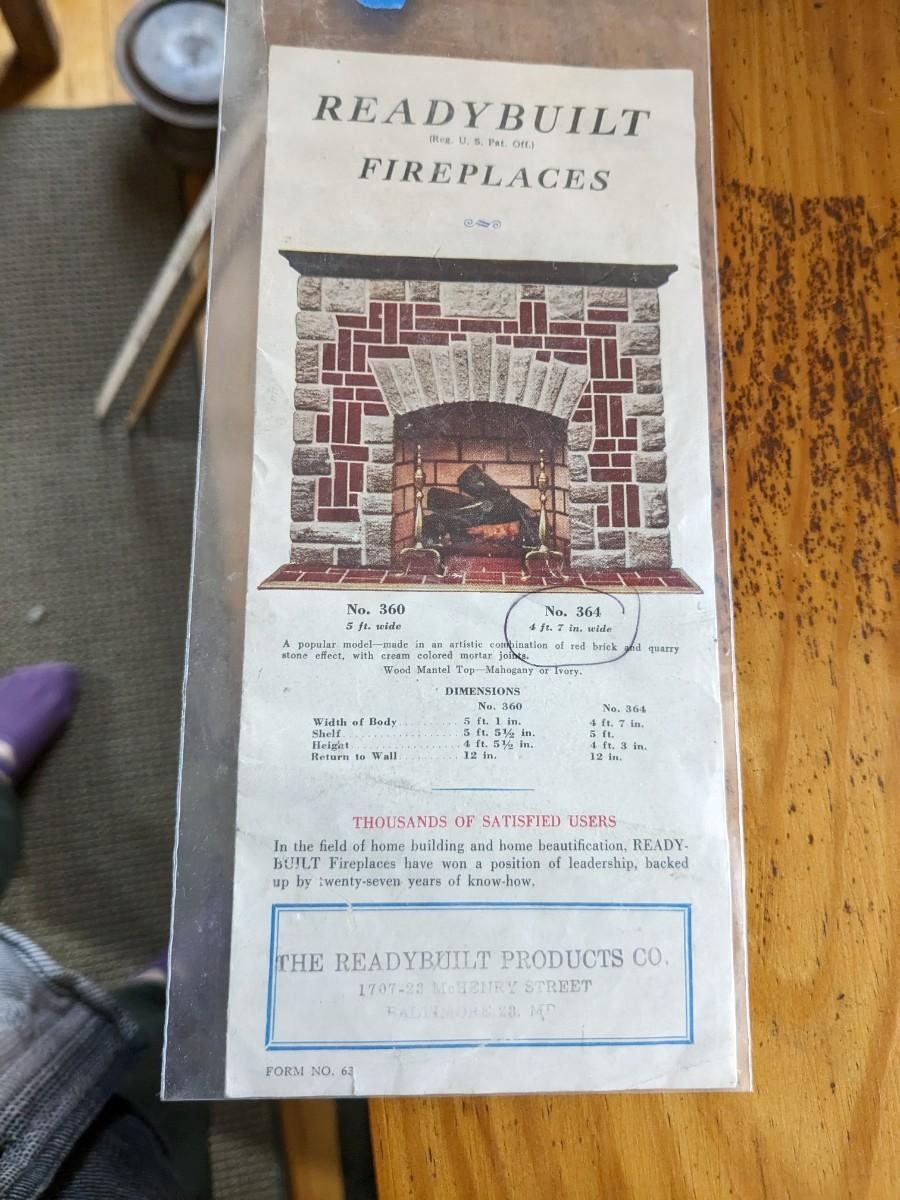 READYBUILT
(Reg. U. S. Pat. Off.)
FIREPLACES
No. 360
5 ft. wide
No. 364
4 ft. 7 in. wide
A popular model—made in an artistic combination of red brick and quarry
stone effect, with cream colored mortar joints.
Wood Mantel Top—Mahogany or Ivory.
DIMENSIONS
No. 360 No. 364
Width of Body .......... 5 ft. 1 in. 4 ft. 7 in.
Shelf .................... 5 ft. 5½ in. 5 ft.
Height .................. 4 ft. 5½ in. 4 ft. 3 in.
Return to Wall .......... 12 in. 12 in.
THOUSANDS OF SATISFIED USERS
In the field of home building and home beautification, READY-
BUILT Fireplaces have won a position of leadership, backed
up by twenty-seven years of know-how.
THE READYBUILT PRODUCTS CO.
1707-23 McHENRY STREET
BALTIMORE 23, MD
FORM NO. 63